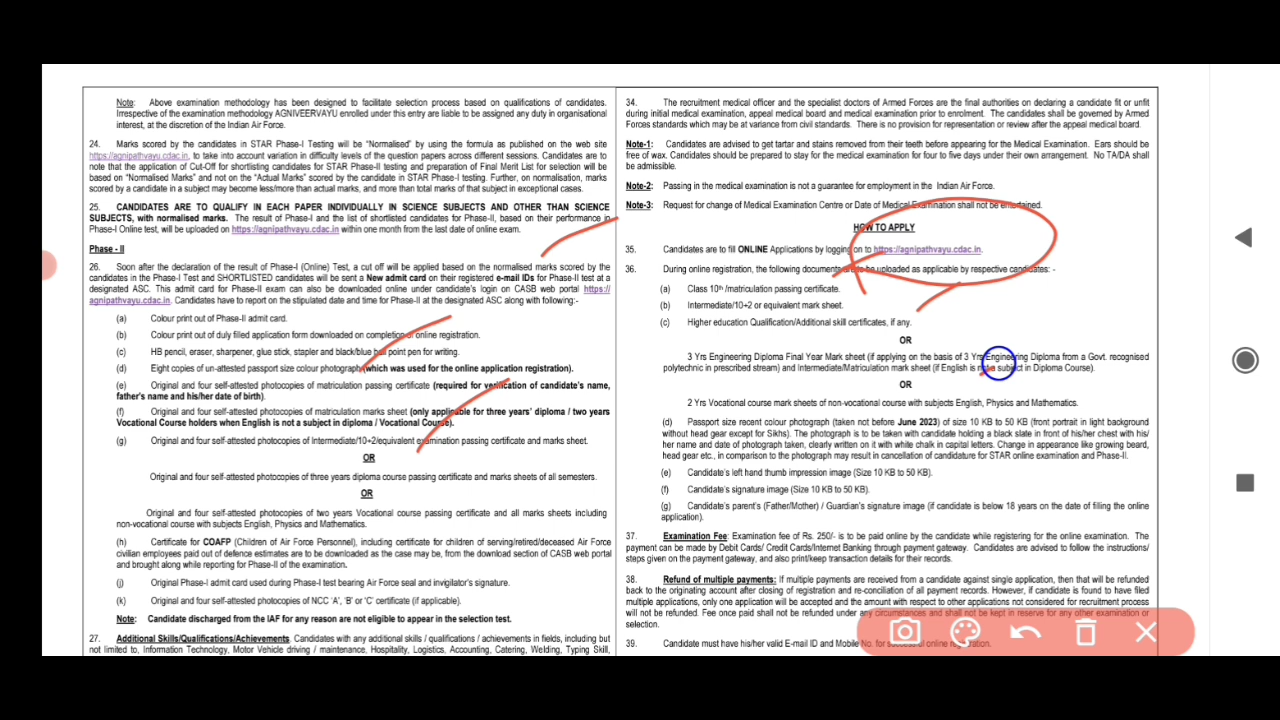 Note: Above examination methodology has been designed to facilitate selection process based on qualifications of candidates.
Irrespective of the examination methodology AGNIVEERVAYU enrolled under this entry are liable to be assigned any duty in organisational
interest, at the discretion of the Indian Air Force.
24. Marks scored by the candidates in STAR Phase-I Testing will be "Normalised" by using the formula as published on the web site
https://agnipathvayu.cdac.in, to take into account variation in difficulty levels of the question papers across different sessions. Candidates are to
note that the application of Cut-Off for shortlisting candidates for STAR Phase-II testing and preparation of Final Merit List for selection will be
based on "Normalised Marks" and not on the "Actual Marks" scored by the candidate in STAR Phase-I testing. Further, on normalisation, marks
scored by a candidate in a subject may become less/more than actual marks, and more than total marks of that subject in exceptional cases.
25. CANDIDATES ARE TO QUALIFY IN EACH PAPER INDIVIDUALLY IN SCIENCE SUBJECTS AND OTHER THAN SCIENCE
SUBJECTS, with normalised marks. The result of Phase-I and the list of shortlisted candidates for Phase-II, based on their performance in
Phase-I Online test, will be uploaded on https://agnipathvayu.cdac.in within one month from the last date of online exam.
Phase - II
26. Soon after the declaration of the result of Phase-I (Online) Test, a cut off will be applied based on the normalised marks scored by the
candidates in the Phase-I Test and SHORTLISTED candidates will be sent a New admit card on their registered e-mail IDs for Phase-II test at a
designated ASC. This admit card for Phase-II exam can also be downloaded online under candidate's login on CASB web portal https://
agnipathvayu.cdac.in. Candidates have to report on the stipulated date and time for Phase-II at the designated ASC along with following:-
(a) Colour print out of Phase-II admit card.
(b) Colour print out of duly filled application form downloaded on completion of online registration.
(c) HB pencil, eraser, sharpener, glue stick, stapler and black/blue ball point pen for writing.
(d) Eight copies of un-attested passport size colour photograph (which was used for the online application registration).
(e) Original and four self-attested photocopies of matriculation passing certificate (required for verification of candidate's name,
father's name and his/her date of birth).
(f) Original and four self-attested photocopies of matriculation marks sheet (only applicable for three years' diploma / two years
Vocational Course holders when English is not a subject in diploma / Vocational Course).
(g) Original and four self-attested photocopies of Intermediate/10+2/equivalent examination passing certificate and marks sheet.
OR
Original and four self-attested photocopies of three years diploma course passing certificate and marks sheets of all semesters.
OR
Original and four self-attested photocopies of two years Vocational course passing certificate and all marks sheets including
non-vocational course with subjects English, Physics and Mathematics.
(h) Certificate for COAFP (Children of Air Force Personnel), including certificate for children of serving/retired/deceased Air Force
civilian employees paid out of defence estimates are to be downloaded as the case may be, from the download section of CASB web portal
and brought along while reporting for Phase-II of the examination.
(j) Original Phase-I admit card used during Phase-I test bearing Air Force seal and invigilator's signature.
(k) Original and four self-attested photocopies of NCC 'A', 'B' or 'C' certificate (if applicable).
Note: Candidate discharged from the IAF for any reason are not eligible to appear in the selection test.
27. Additional Skills/Qualifications/Achievements. Candidates with any additional skills / qualifications / achievements in fields, including but
not limited to, Information Technology, Motor Vehicle driving / maintenance, Hospitality, Logistics, Accounting, Catering, Welding, Typing Skill,
34. The recruitment medical officer and the specialist doctors of Armed Forces are the final authorities on declaring a candidate fit or unfit
during initial medical examination, appeal medical board and medical examination prior to enrolment. The candidates shall be governed by Armed
Forces standards which may be at variance from civil standards. There is no provision for representation or review after the appeal medical board.
Note-1: Candidates are advised to get tartar and stains removed from their teeth before appearing for the Medical Examination. Ears should be
free of wax. Candidates should be prepared to stay for the medical examination for four to five days under their own arrangement. No TA/DA shall
be admissible.
Note-2: Passing in the medical examination is not a guarantee for employment in the Indian Air Force.
Note-3: Request for change of Medical Examination Centre or Date of Medical Examination shall not be entertained.
HOW TO APPLY
35. Candidates are to fill ONLINE Applications by logging on to https://agnipathvayu.cdac.in.
36. During online registration, the following documents are to be uploaded as applicable by respective candidates: -
(a) Class 10th /matriculation passing certificate.
(b) Intermediate/10+2 or equivalent mark sheet.
(c) Higher education Qualification/Additional skill certificates, if any.
OR
3 Yrs Engineering Diploma Final Year Mark sheet (if applying on the basis of 3 Yrs Engineering Diploma from a Govt. recognised
polytechnic in prescribed stream) and Intermediate/Matriculation mark sheet (if English is not a subject in Diploma Course).
OR
2 Yrs Vocational course mark sheets of non-vocational course with subjects English, Physics and Mathematics.
(d) Passport size recent colour photograph (taken not before June 2023) of size 10 KB to 50 KB (front portrait in light background
without head gear except for Sikhs). The photograph is to be taken with candidate holding a black slate in front of his/her chest with his/
her name and date of photograph taken, clearly written on it with white chalk in capital letters. Change in appearance like growing beard,
head gear etc., in comparison to the photograph may result in cancellation of candidature for STAR online examination and Phase-II.
(e) Candidate's left hand thumb impression image (Size 10 KB to 50 KB).
(f) Candidate's signature image (Size 10 KB to 50 KB).
(g) Candidate's parent's (Father/Mother) / Guardian's signature image (if candidate is below 18 years on the date of filling the online
application).
37. Examination Fee: Examination fee of Rs. 250/- is to be paid online by the candidate while registering for the online examination. The
payment can be made by Debit Cards/ Credit Cards/Internet Banking through payment gateway. Candidates are advised to follow the instructions/
steps given on the payment gateway, and also print/keep transaction details for their records.
38. Refund of multiple payments: If multiple payments are received from a candidate against single application, then that will be refunded
back to the originating account after closing of registration and re-conciliation of all payment records. However, if candidate is found to have filed
multiple applications, only one application will be accepted and the amount with respect to other applications not considered for recruitment process
will not be refunded. Fee once paid shall not be refunded under any circumstances and shall not be kept in reserve for any other examination or
selection.
39. Candidate must have his/her valid E-mail ID and Mobile No. for successful online registration.